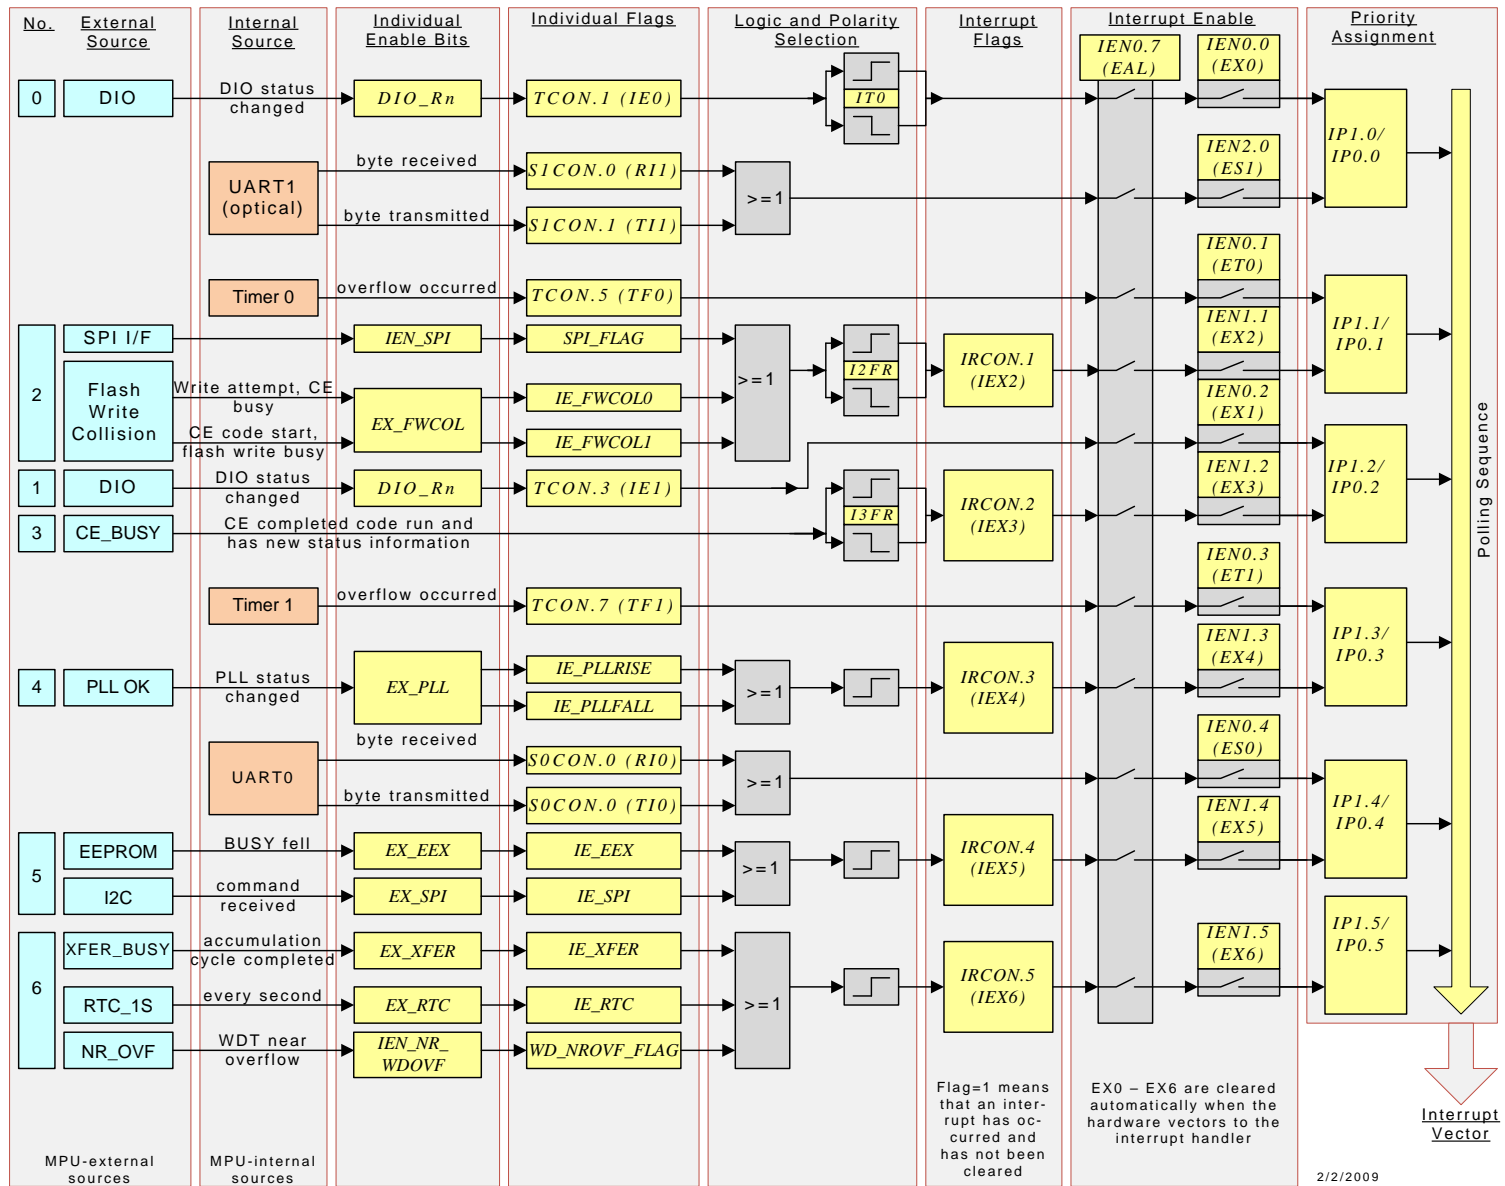 No.
External
Source
Internal
Source
Individual
Enable Bits
Individual Flags
Logic and Polarity
Selection
Interrupt
Flags
Interrupt Enable
Priority
Assignment
IEN0.7
(EAL)
IEN0.0
(EX0)
0
DIO
DIO status
changed
DIO_Rn
TCON.1 (IE0)
IT0
IP1.0/
IP0.0
UART1
(optical)
byte received
S1CON.0 (RI1)
byte transmitted
S1CON.1 (TI1)
>=1
IEN2.0
(ES1)
Timer 0
overflow occurred
TCON.5 (TF0)
IEN0.1
(ET0)
IP1.1/
IP0.1
2
SPI I/F
IEN_SPI
SPI_FLAG
Flash
Write
Collision
Write attempt, CE
busy
CE code start,
flash write busy
EX_FWCOL
IE_FWCOL0
IE_FWCOL1
>=1
I2FR
IRCON.1
(IEX2)
IEN1.1
(EX2)
IEN0.2
(EX1)
1
DIO
DIO status
changed
DIO_Rn
TCON.3 (IE1)
IP1.2/
IP0.2
3
CE_BUSY
CE completed code run and
has new status information
I3FR
IRCON.2
(IEX3)
IEN1.2
(EX3)
Timer 1
overflow occurred
TCON.7 (TF1)
IEN0.3
(ET1)
IP1.3/
IP0.3
4
PLL OK
PLL status
changed
EX_PLL
IE_PLLRISE
IE_PLLFALL
>=1
IRCON.3
(IEX4)
IEN1.3
(EX4)
UART0
byte received
S0CON.0 (RI0)
byte transmitted
S0CON.0 (TI0)
>=1
IEN0.4
(ES0)
IP1.4/
IP0.4
5
EEPROM
BUSY fell
EX_EEX
IE_EEX
I2C
command
received
EX_SPI
IE_SPI
>=1
IRCON.4
(IEX5)
IEN1.4
(EX5)
6
XFER_BUSY
accumulation
cycle completed
EX_XFER
IE_XFER
RTC_1S
every second
EX_RTC
IE_RTC
NR_OVF
WDT near
overflow
IEN_NR_
WDOVF
WD_NROVF_FLAG
>=1
IRCON.5
(IEX6)
IEN1.5
(EX6)
IP1.5/
IP0.5
Polling Sequence
Interrupt
Vector
Flag=1 means
that an inter-
rupt has oc-
curred and
has not been
cleared
EX0 – EX6 are cleared
automatically when the
hardware vectors to the
interrupt handler
MPU-external
sources
MPU-internal
sources
2/2/2009